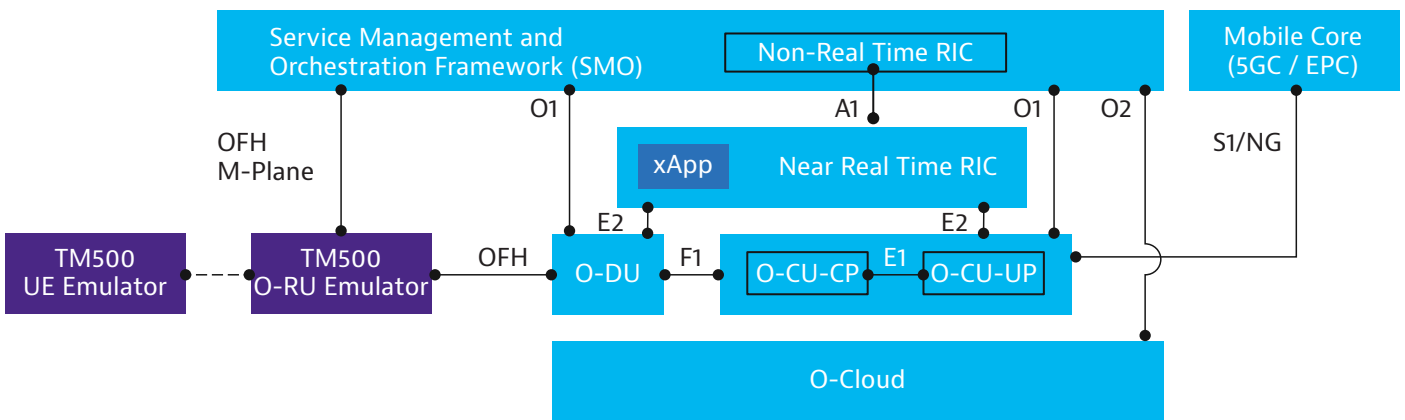 Service Management and
Orchestration Framework (SMO)
Non-Real Time RIC
Mobile Core
(5GC / EPC)
O1
A1
O1
O2
OFH
M-Plane
S1/NG
xApp
Near Real Time RIC
E2
E2
TM500
UE Emulator
TM500
O-RU Emulator
OFH
O-DU
F1
O-CU-CP
E1
O-CU-UP
O-Cloud